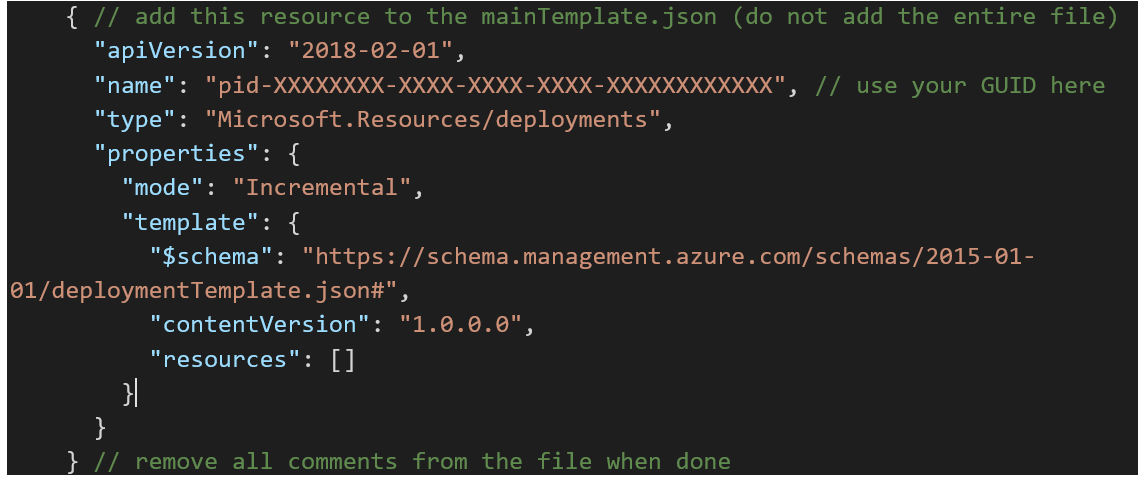 { // add this resource to the mainTemplate.json (do not add the entire file)
"apiVersion": "2018-02-01",
"name": "pid-XXXXXXXX-XXXX-XXXX-XXXX-XXXXXXXXXXXX", // use your GUID here
"type": "Microsoft.Resources/deployments",
"properties": {
"mode": "Incremental",
"template": {
"$schema": "https://schema.management.azure.com/schemas/2015-01-
01/deploymentTemplate.json#",
"contentVersion": "1.0.0.0",
"resources": []
}
}
} // remove all comments from the file when done